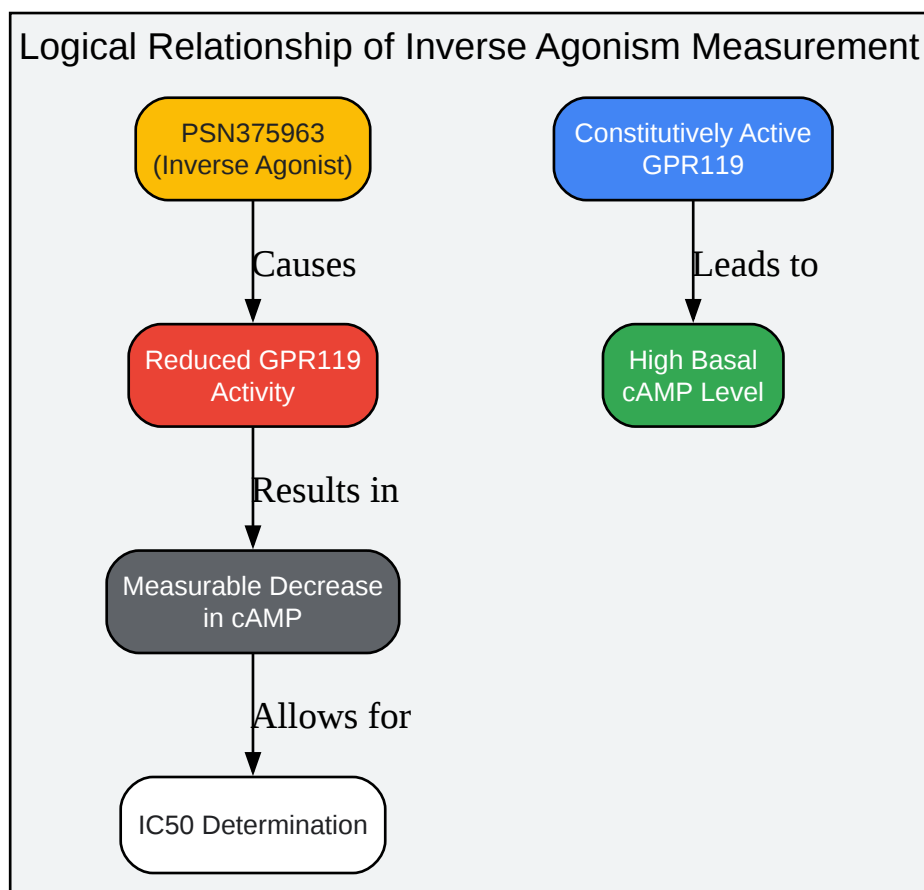 Logical Relationship of Inverse Agonism Measurement
PSN375963
(Inverse Agonist)
Causes
Reduced GPR119
Activity
Results in
Measurable Decrease
in cAMP
Allows for
IC50 Determination
Constitutively Active
GPR119
Leads to
High Basal
cAMP Level